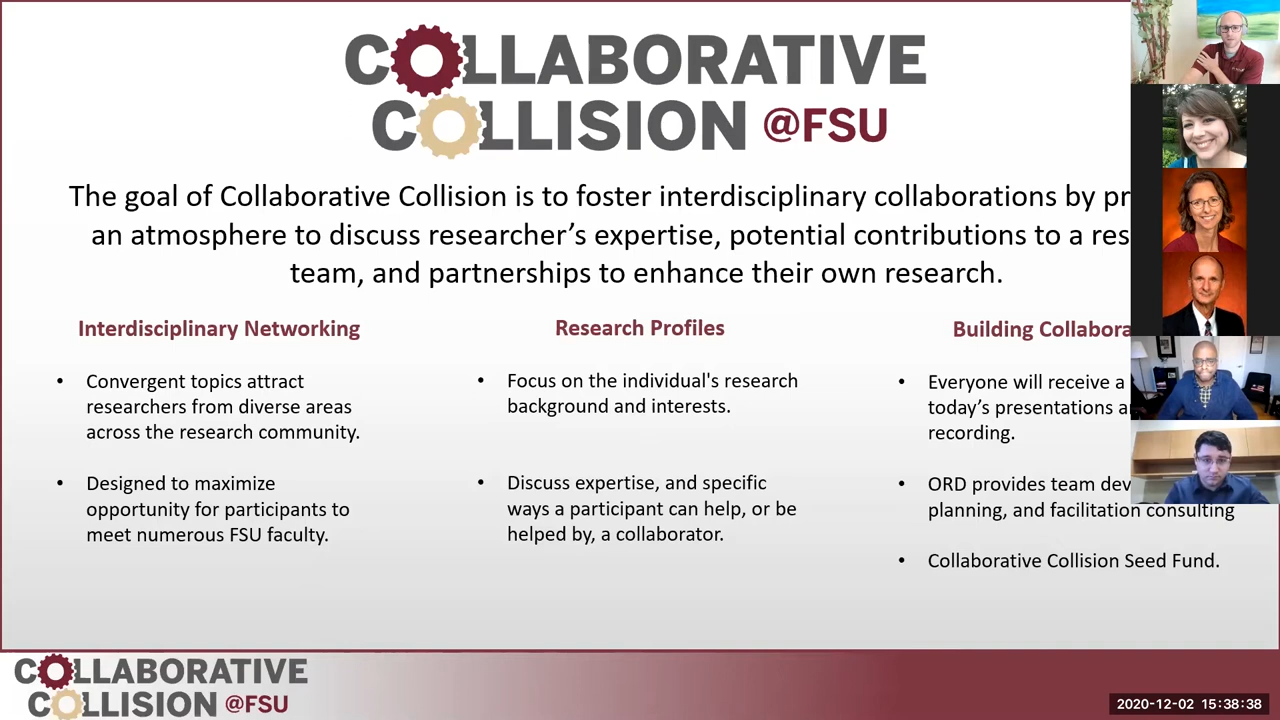 COLLABORATIVE
COLLISION @FSU
The goal of Collaborative Collision is to foster interdisciplinary collaborations by
an atmosphere to discuss researcher’s expertise, potential contributions to a
team, and partnerships to enhance their own research.
Interdisciplinary Networking
• Convergent topics attract
researchers from diverse areas
across the research community.
• Designed to maximize
opportunity for participants to
meet numerous FSU faculty.
Research Profiles
• Focus on the individual's research
background and interests.
• Discuss expertise, and specific
ways a participant can help, or be
helped by, a collaborator.
Building
• Everyone will receive a
today’s presentations
recording.
• ORD provides team
planning, and facilitation consulting
• Collaborative Collision Seed Fund.
COLLABORATIVE
COLLISION @FSU
2020-12-02 15:38:38